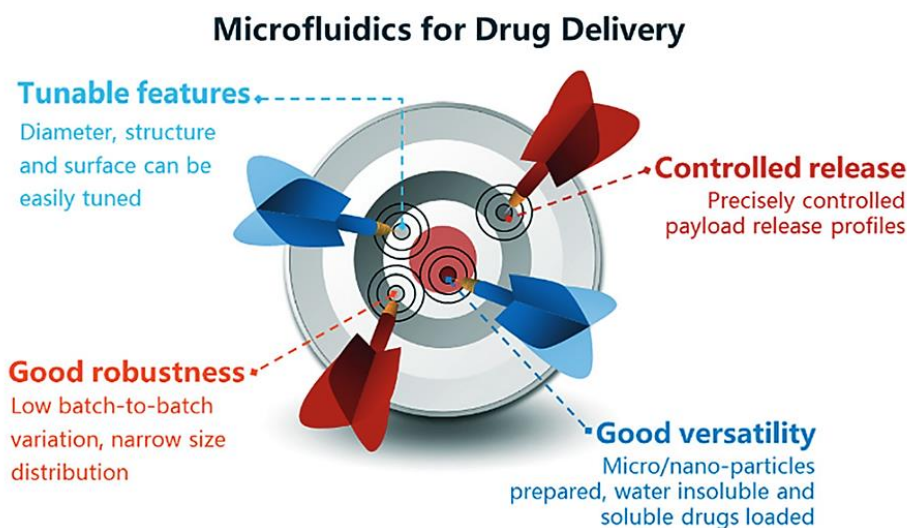 Microfluidics for Drug Delivery
Tunable features
Diameter, structure
and surface can be
easily tuned
Controlled release
Precisely controlled
payload release profiles
Good robustness
Low batch-to-batch
variation, narrow size
distribution
Good versatility
Micro/nano-particles
prepared, water insoluble and
soluble drugs loaded